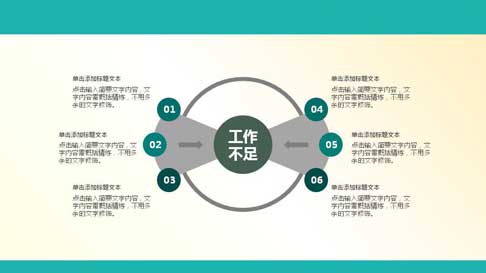 单击添加标题文本
点击输入简要文字内容，文
字内容需概括精炼，不用多
余的文字修饰。
01
单击添加标题文本
点击输入简要文字内容，文
字内容需概括精炼，不用多
余的文字修饰。
02
单击添加标题文本
点击输入简要文字内容，文
字内容需概括精炼，不用多
余的文字修饰。
03
工作
不足
单击添加标题文本
点击输入简要文字内容，文
字内容需概括精炼，不用多
余的文字修饰。
04
单击添加标题文本
点击输入简要文字内容，文
字内容需概括精炼，不用多
余的文字修饰。
05
单击添加标题文本
点击输入简要文字内容，文
字内容需概括精炼，不用多
余的文字修饰。
06